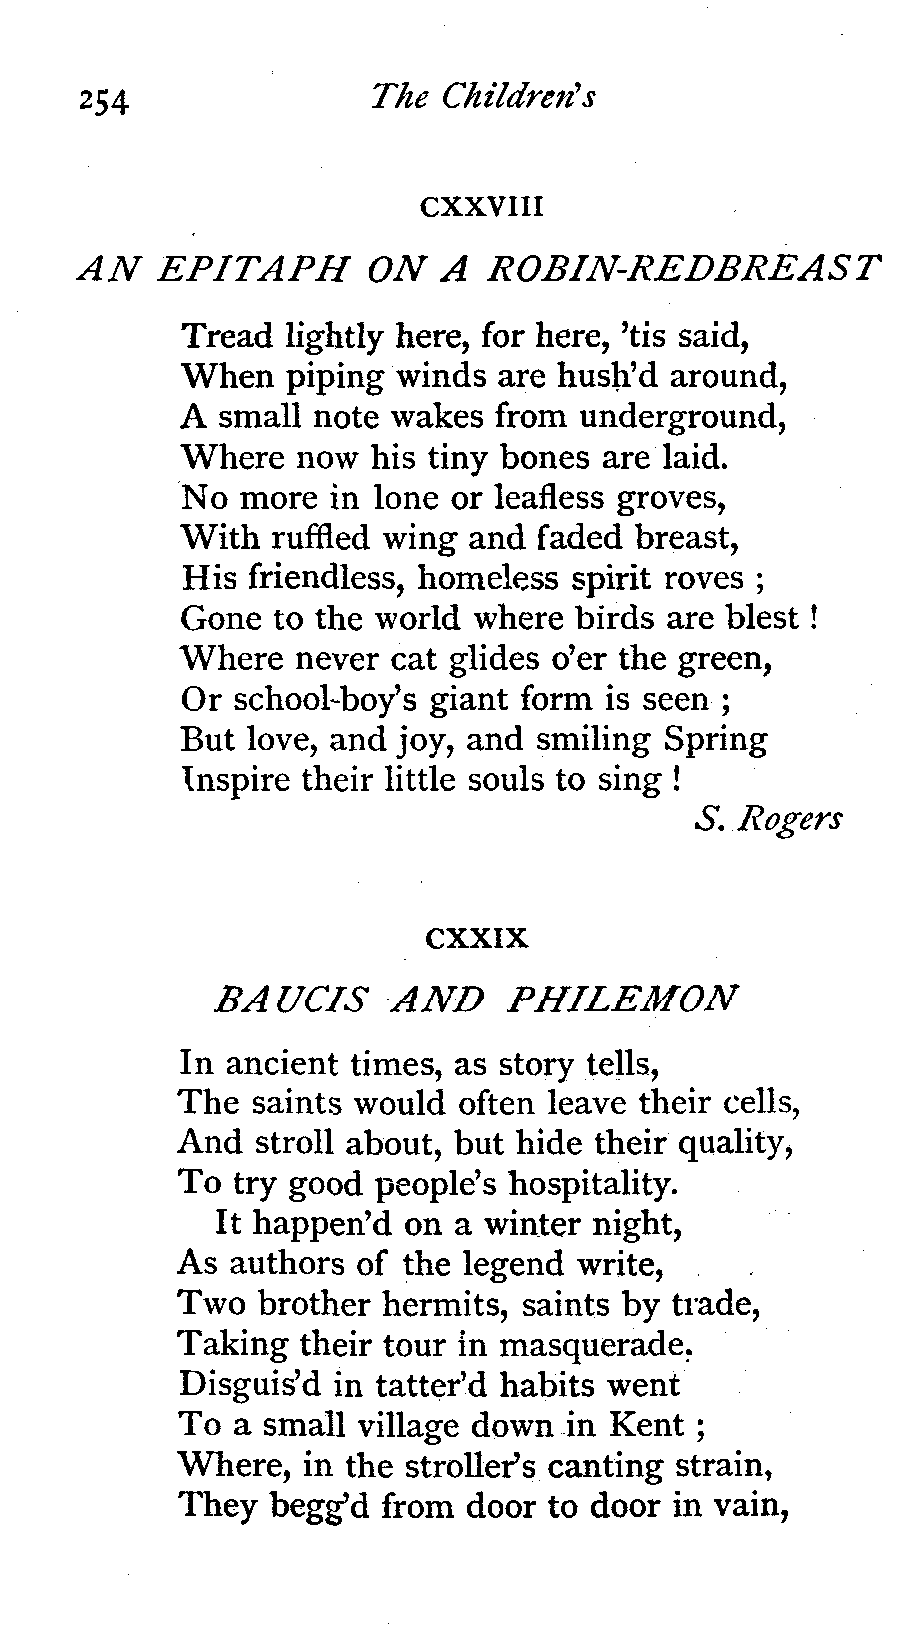 254 The Children's
CXXVIII
AN EPITAPH ON A ROBIN-REDBREAST
Tread lightly here, for here, 'tis said,
When piping winds are hush'd around,
A small note wakes from underground,
Where now his tiny bones are laid.
No more in lone or leafless groves,
With ruffled wing and faded breast,
His friendless, homeless spirit roves ;
Gone to the world where birds are blest !
Where never cat glides o'er the green,
Or school-boy's giant form is seen ;
But love, and joy, and smiling Spring
Inspire their little souls to sing !
S. Rogers
CXXIX
BAUCIS AND PHILEMON
In ancient times, as story tells,
The saints would often leave their cells,
And stroll about, but hide their quality,
To try good people's hospitality.
It happen'd on a winter night,
As authors of the legend write,
Two brother hermits, saints by trade,
Taking their tour in masquerade.
Disguis'd in tatter'd habits went
To a small village down in Kent ;
Where, in the stroller's canting strain,
They begg'd from door to door in vain,